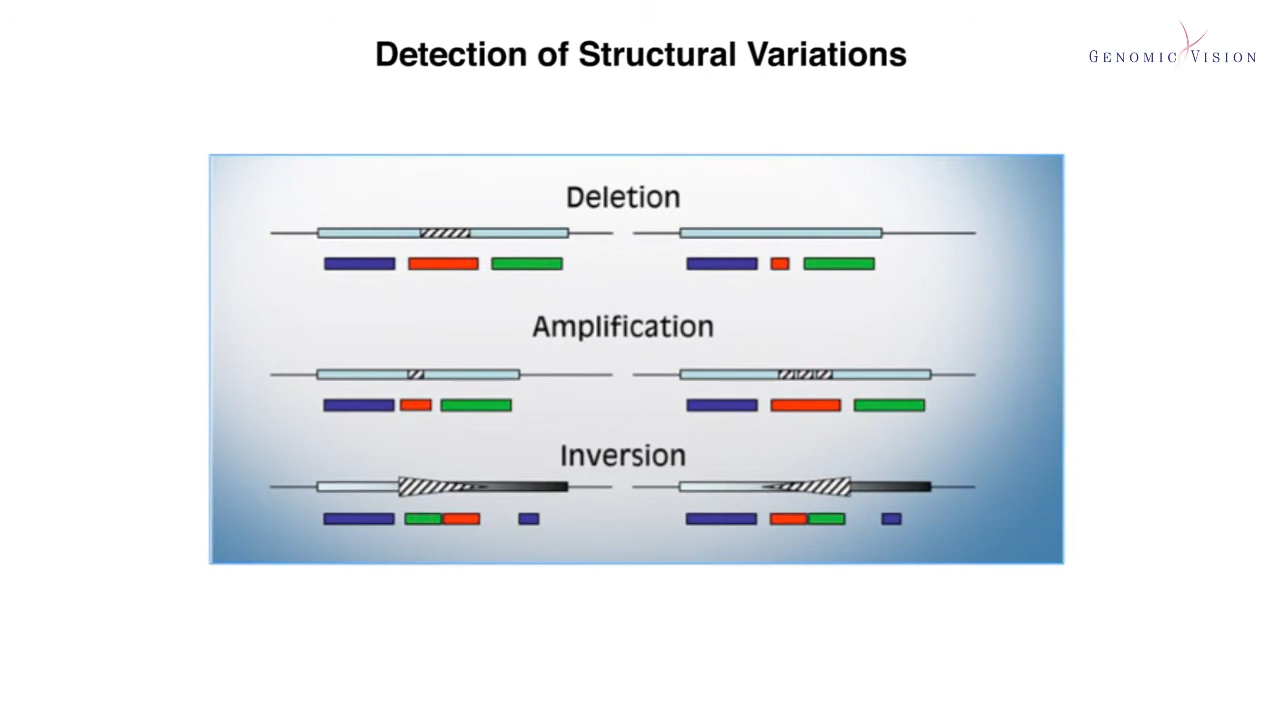 Detection of Structural Variations
GENOMIC VISION
Deletion
Amplification
Inversion